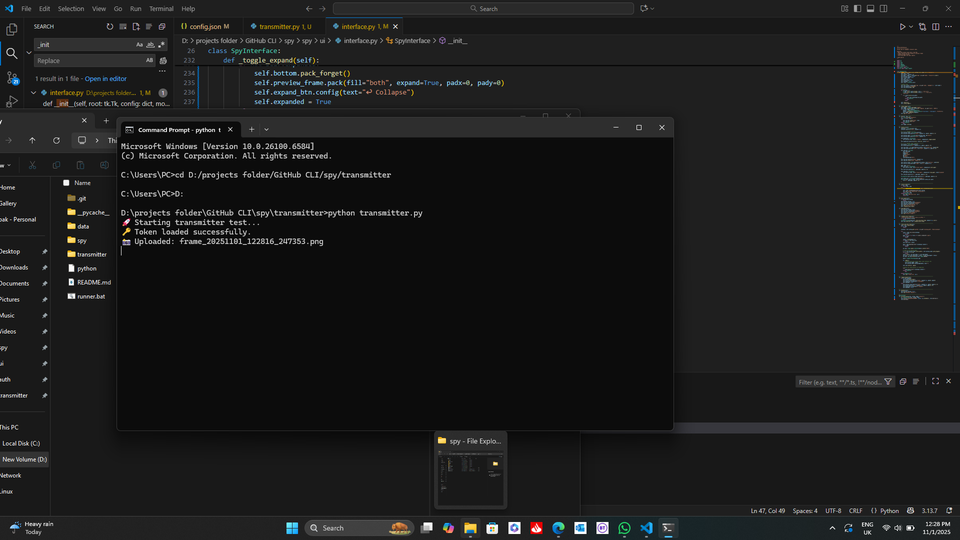 File Edit Selection View Go Run Terminal Help
Search
SEARCH
config.json M
transmitter.py 1, U
interface.py 1, M
_init
Aa ab
Replace
AB
1 result in 1 file - Open in editor
interface.py D:\projects folder... 1, M 1
def _init__(self, root: tk.Tk, config: dict, mo...
D: > projects folder > GitHub CLI > spy > spy > ui > interface.py > SpyInterface > __init__
26 class SpyInterface:
232 def _toggle_expand(self):
234 self.bottom.pack_forget()
235 self.preview_frame.pack(fill="both", expand=True, padx=0, pady=0)
236 self.expand_btn.config(text="↩ Collapse")
237 self.expanded = True
Command Prompt - python t
Microsoft Windows [Version 10.0.26100.6584]
(c) Microsoft Corporation. All rights reserved.
C:\Users\PC>cd D:/projects folder/GitHub CLI/spy/transmitter
C:\Users\PC>D:
D:\projects folder\GitHub CLI\spy\transmitter>python transmitter.py
🚀 Starting transmitter test...
🔑 Token loaded successfully.
📸 Uploaded: frame_20251101_122816_247353.png
Thi
Name
.git
__pycache__
data
spy
transmitter
python
README.md
runner.bat
Home
Gallery
oak - Personal
Desktop
Downloads
Documents
Pictures
Music
Videos
spy
ui
auth
transmitter
This PC
Local Disk (C:)
New Volume (D:)
Network
Linux
Filter (e.g. text, **/*.ts, !**/nod...
spy - File Explo...
Ln 47, Col 49 Spaces: 4 UTF-8 CRLF Python 3.13.7
Heavy rain
Today
Search
ENG
UK
12:28 PM
11/1/2025